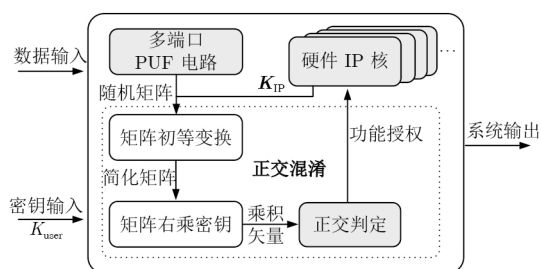 数据输入
多端口
PUF 电路
硬件 IP 核
...
随机矩阵
K_IP
矩阵初等变换
功能授权
系统输出
简化矩阵
正交混淆
密钥输入
K_user
矩阵右乘密钥
乘积
矢量
正交判定